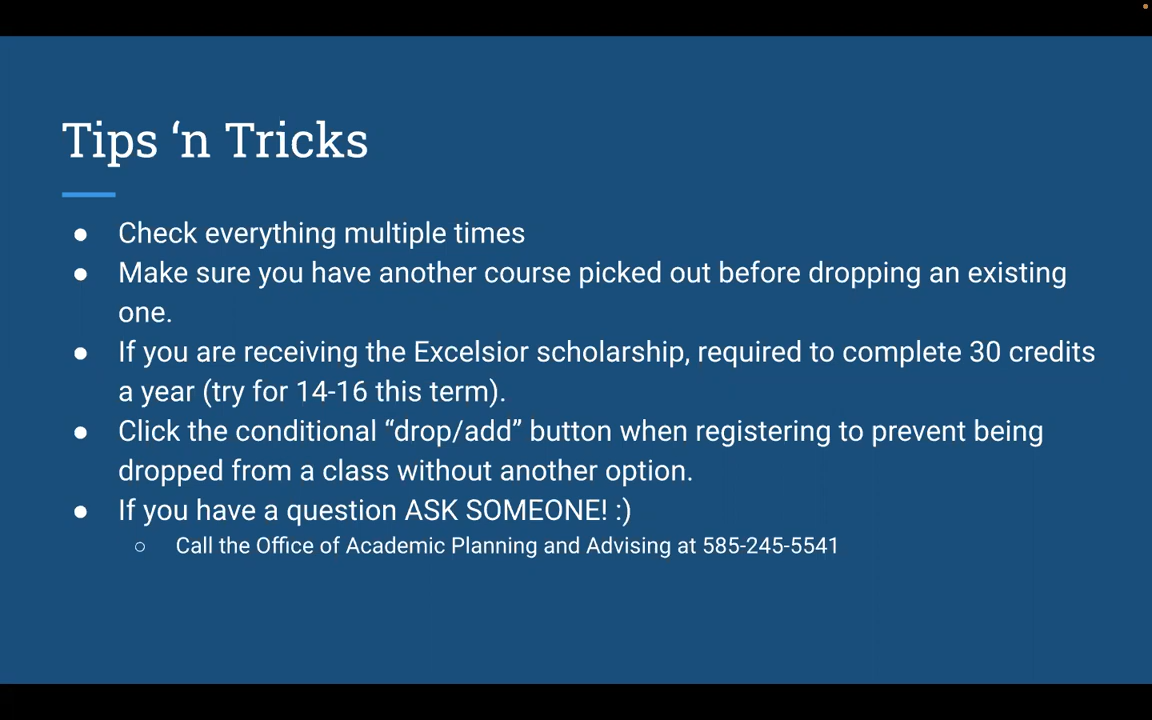 Tips ‘n Tricks
● Check everything multiple times
● Make sure you have another course picked out before dropping an existing
one.
● If you are receiving the Excelsior scholarship, required to complete 30 credits
a year (try for 14-16 this term).
● Click the conditional “drop/add” button when registering to prevent being
dropped from a class without another option.
● If you have a question ASK SOMEONE! :)
○ Call the Office of Academic Planning and Advising at 585-245-5541